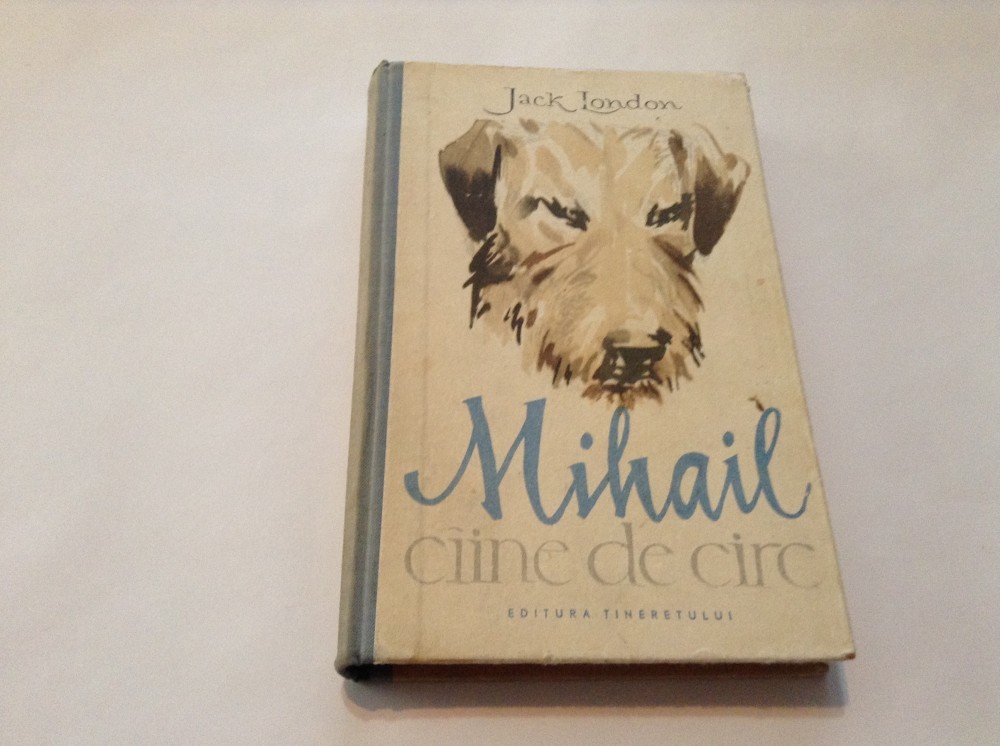 Jack London
Mihail
cîine de circ
EDITURA TINERETULUI